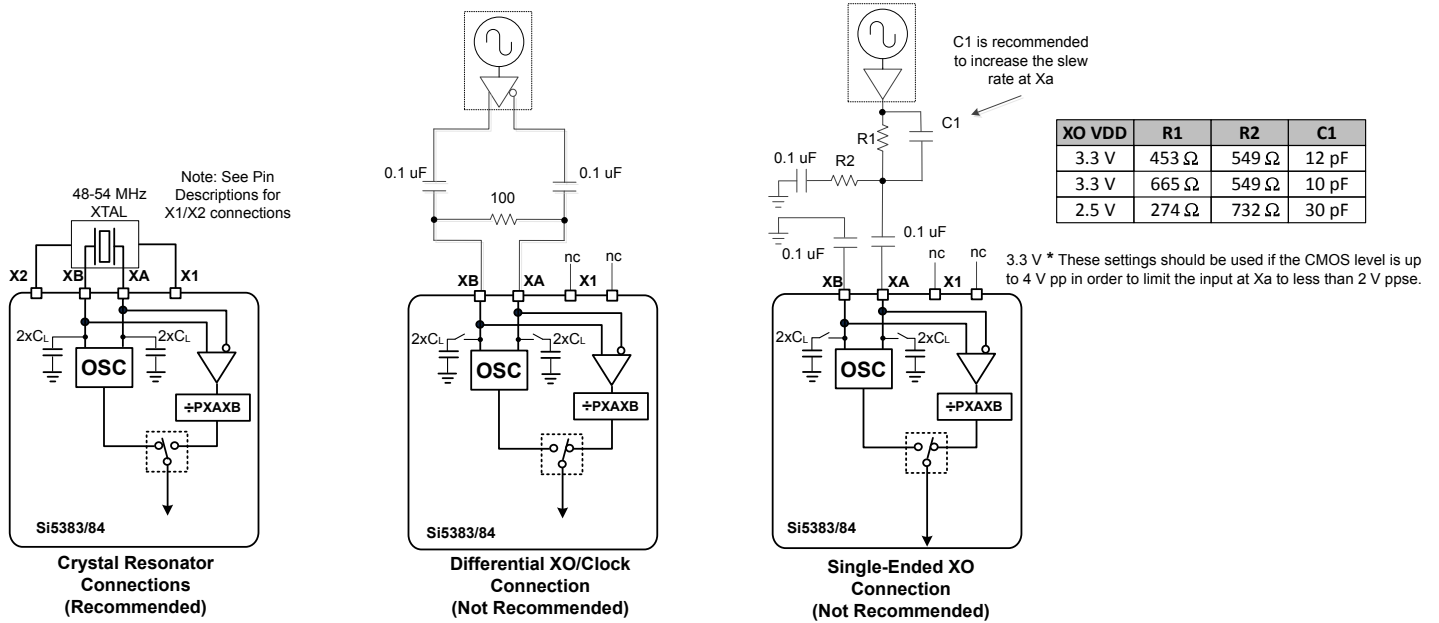 48-54 MHz
XTAL
Note: See Pin
Descriptions for
X1/X2 connections
X2
XB
XA
X1
2xCL
2xCL
OSC
÷PXAXB
Si5383/84
Crystal Resonator
Connections
(Recommended)
0.1 uF
0.1 uF
100
nc
nc
XB
XA
X1
2xCL
2xCL
OSC
÷PXAXB
Si5383/84
Differential XO/Clock
Connection
(Not Recommended)
C1 is recommended
to increase the slew
rate at Xa
C1
R1
0.1 uF
R2
0.1 uF
0.1 uF
nc
nc
XB
XA
X1
2xCL
2xCL
OSC
÷PXAXB
Si5383/84
Single-Ended XO
Connection
(Not Recommended)
XO VDD R1 R2 C1
3.3 V 453 Ω 549 Ω 12 pF
3.3 V 665 Ω 549 Ω 10 pF
2.5 V 274 Ω 732 Ω 30 pF
3.3 V * These settings should be used if the CMOS level is up
to 4 V pp in order to limit the input at Xa to less than 2 V ppse.